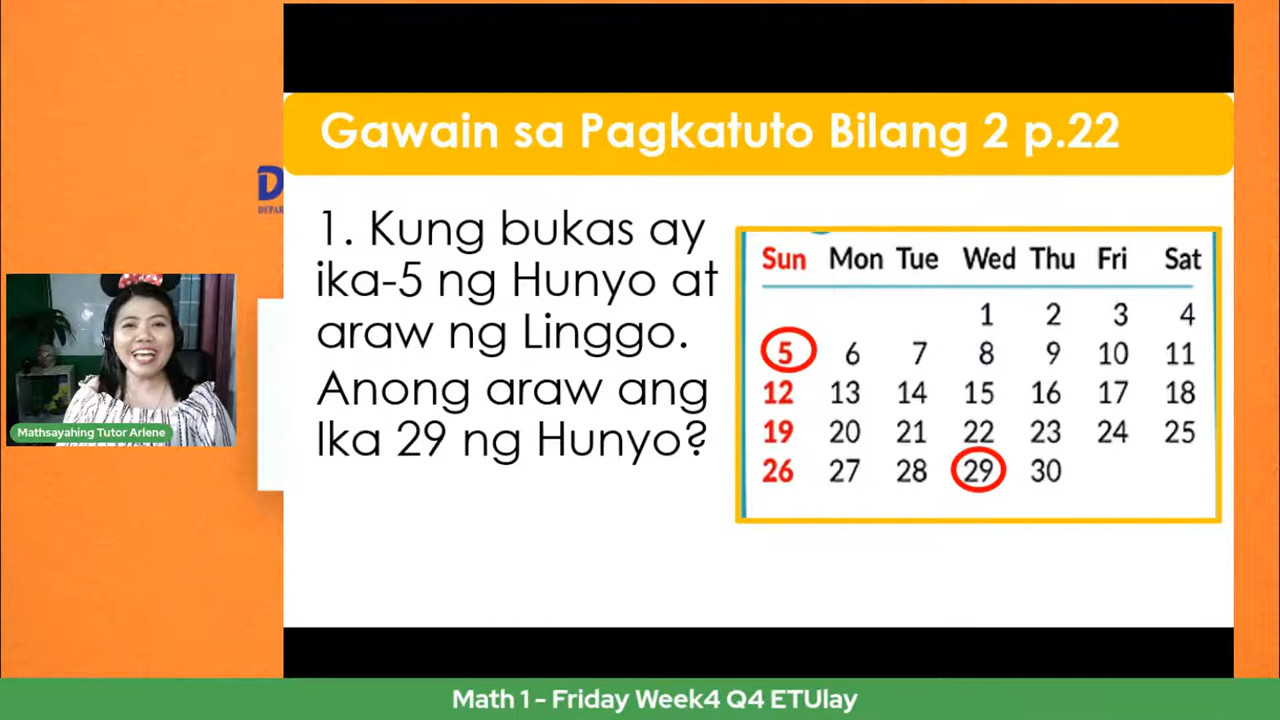 Gawain sa Pagkatuto Bilang 2 p.22
D
DEPAR
1. Kung bukas ay
ika-5 ng Hunyo at
araw ng Linggo.
Anong araw ang
Ika 29 ng Hunyo?
Sun Mon Tue Wed Thu Fri Sat
1 2 3 4
5 6 7 8 9 10 11
12 13 14 15 16 17 18
19 20 21 22 23 24 25
26 27 28 29 30
Mathsayahing Tutor Arlene
Math 1 - Friday Week4 Q4 ETUlay